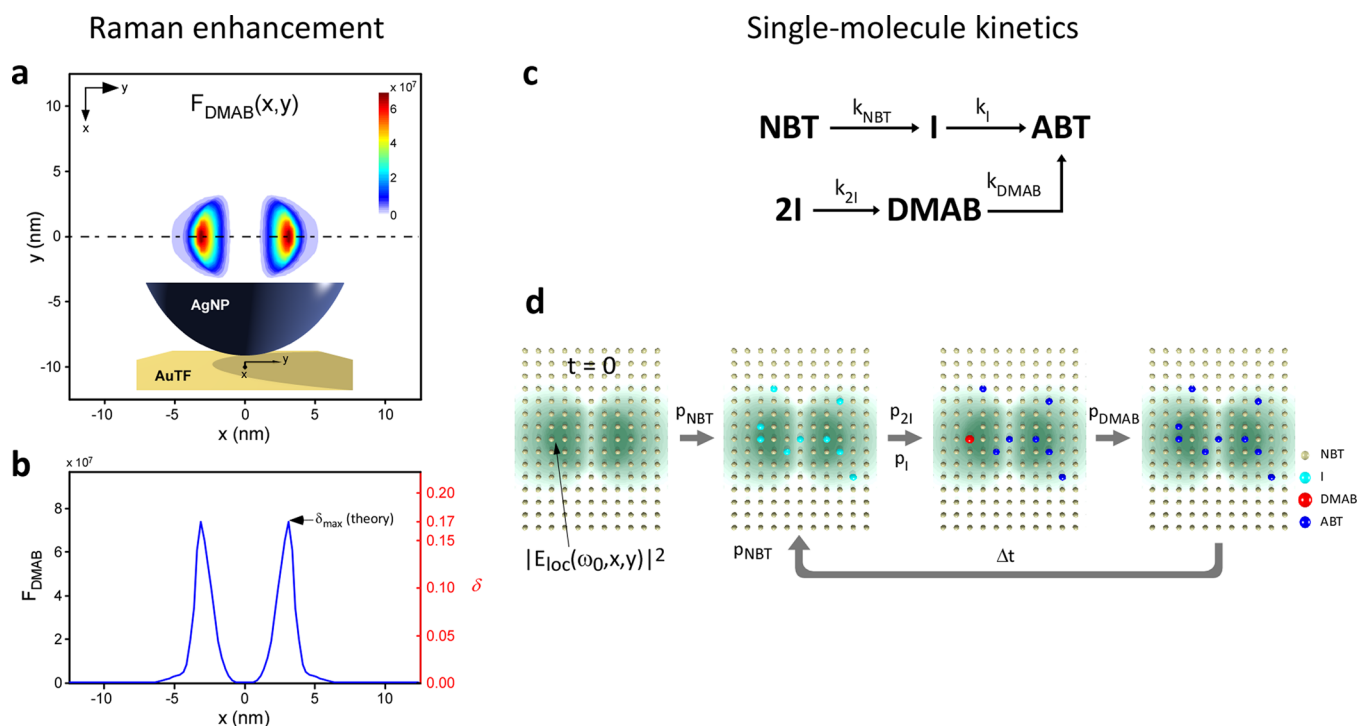 Raman enhancement
Single-molecule kinetics
a
y
x
F_DMAB(x,y)
x 10^7
6
4
2
0
10
5
0
-5
-10
y (nm)
AgNP
AuTF
y
x
-10 -5 0 5 10
x (nm)
b
x 10^7
8
6
4
2
0
F_DMAB
δ_max (theory)
0.20
0.17
0.15
0.10
0.05
0.00
δ
-10 -5 0 5 10
x (nm)
c
NBT k_NBT I k_I ABT
2I k_2I DMAB k_DMAB
d
t = 0
|E_loc(ω_0,x,y)|^2
p_NBT
p_2I
p_I
p_DMAB
NBT
I
DMAB
ABT
p_NBT
Δt